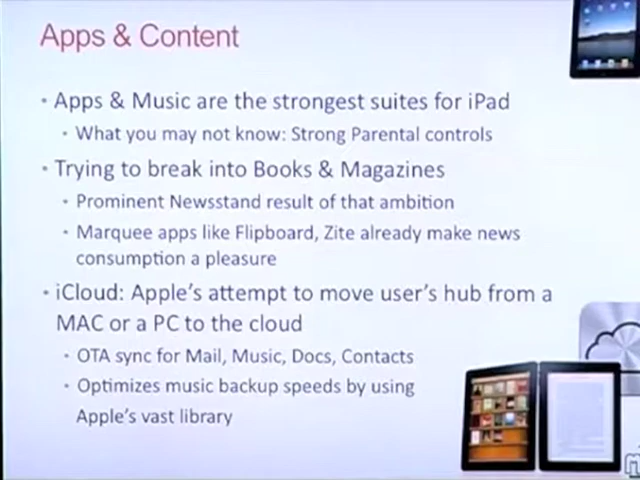 Apps & Content
• Apps & Music are the strongest suites for iPad
• What you may not know: Strong Parental controls
• Trying to break into Books & Magazines
• Prominent Newsstand result of that ambition
• Marquee apps like Flipboard, Zite already make news
consumption a pleasure
• iCloud: Apple's attempt to move user's hub from a
MAC or a PC to the cloud
• OTA sync for Mail, Music, Docs, Contacts
• Optimizes music backup speeds by using
Apple's vast library